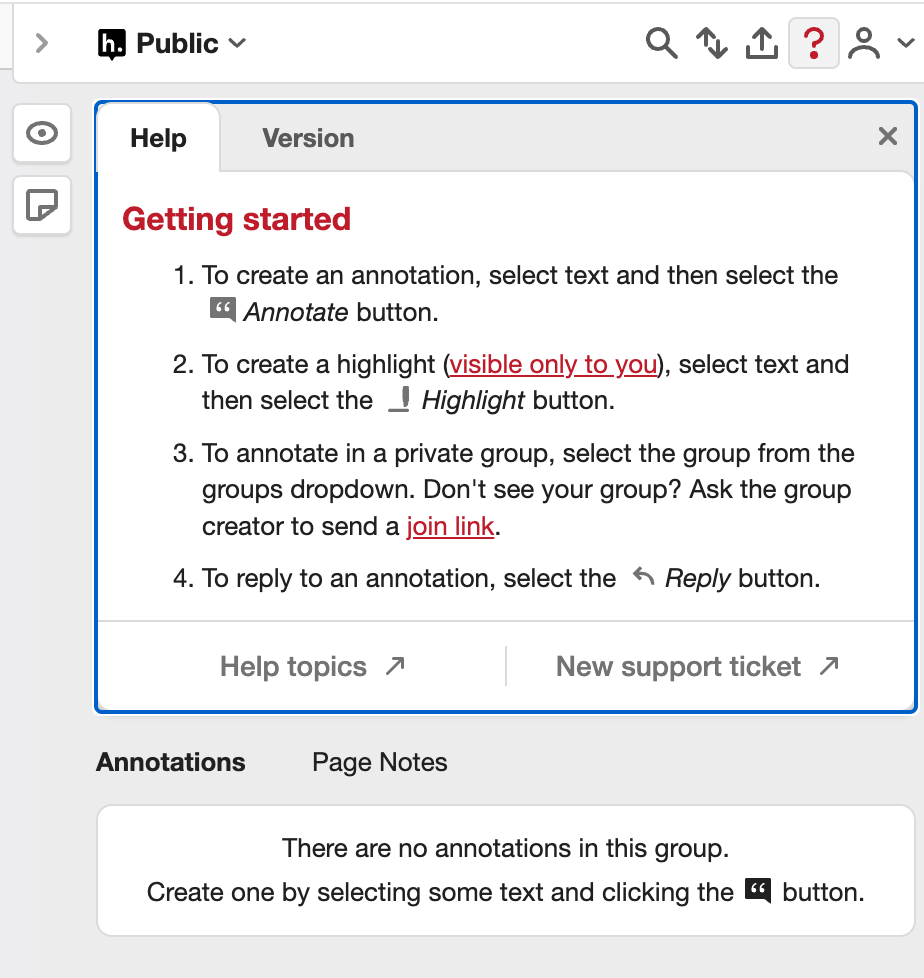 h. Public
?
Help Version
Getting started
1. To create an annotation, select text and then select the
Annotate button.
2. To create a highlight (visible only to you), select text and
then select the Highlight button.
3. To annotate in a private group, select the group from the
groups dropdown. Don't see your group? Ask the group
creator to send a join link.
4. To reply to an annotation, select the Reply button.
Help topics New support ticket
Annotations Page Notes
There are no annotations in this group.
Create one by selecting some text and clicking the button.